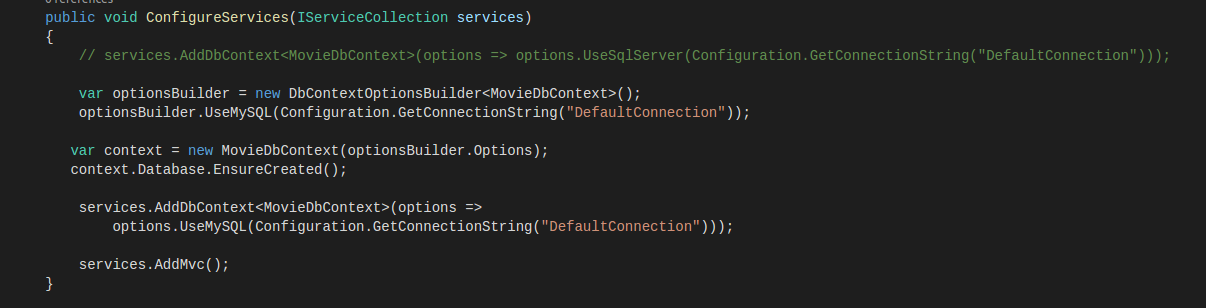 0 references
public void ConfigureServices(IServiceCollection services)
{
// services.AddDbContext<MovieDbContext>(options => options.UseSqlServer(Configuration.GetConnectionString("DefaultConnection")));
var optionsBuilder = new DbContextOptionsBuilder<MovieDbContext>();
optionsBuilder.UseMySQL(Configuration.GetConnectionString("DefaultConnection"));
var context = new MovieDbContext(optionsBuilder.Options);
context.Database.EnsureCreated();
services.AddDbContext<MovieDbContext>(options =>
options.UseMySQL(Configuration.GetConnectionString("DefaultConnection")));
services.AddMvc();
}